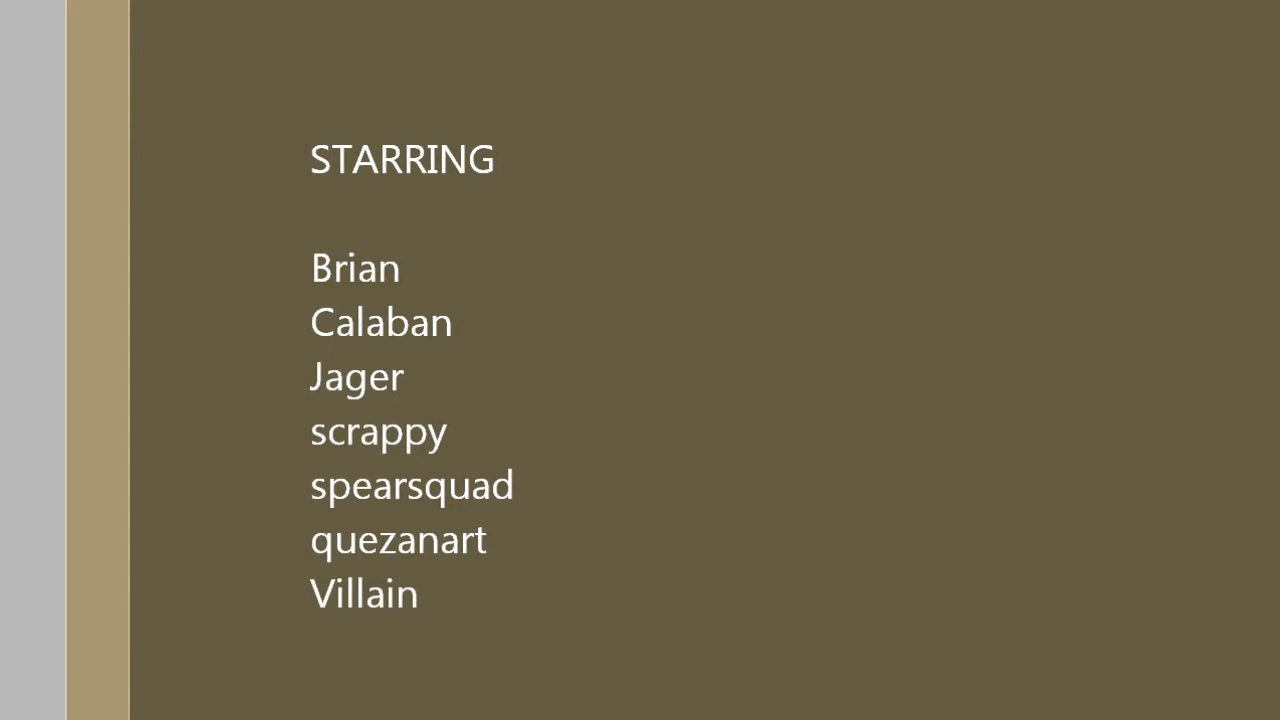 STARRING
Brian
Calaban
Jager
scrappy
spearsquad
quezanart
Villain